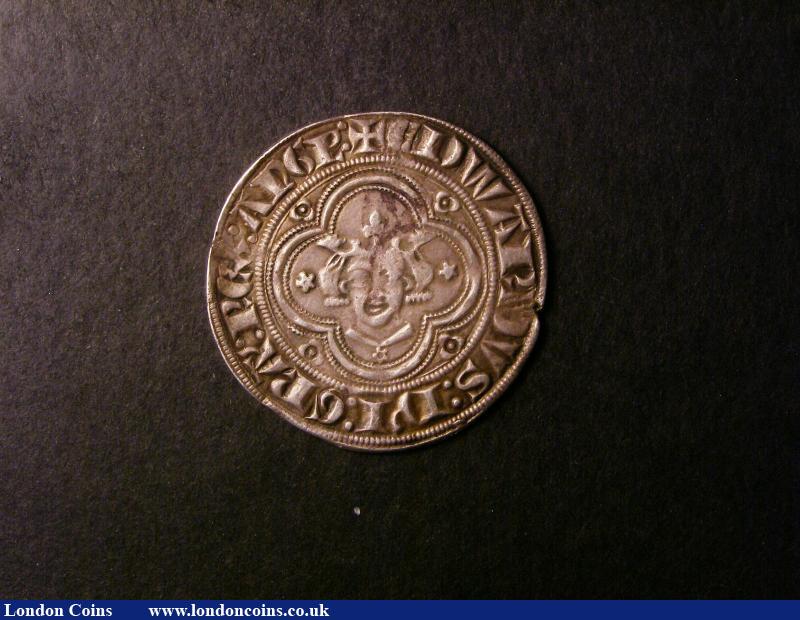 ✠ EDWARDVS : DI : GRA : REX : ANGL :
London Coins www.londoncoins.co.uk